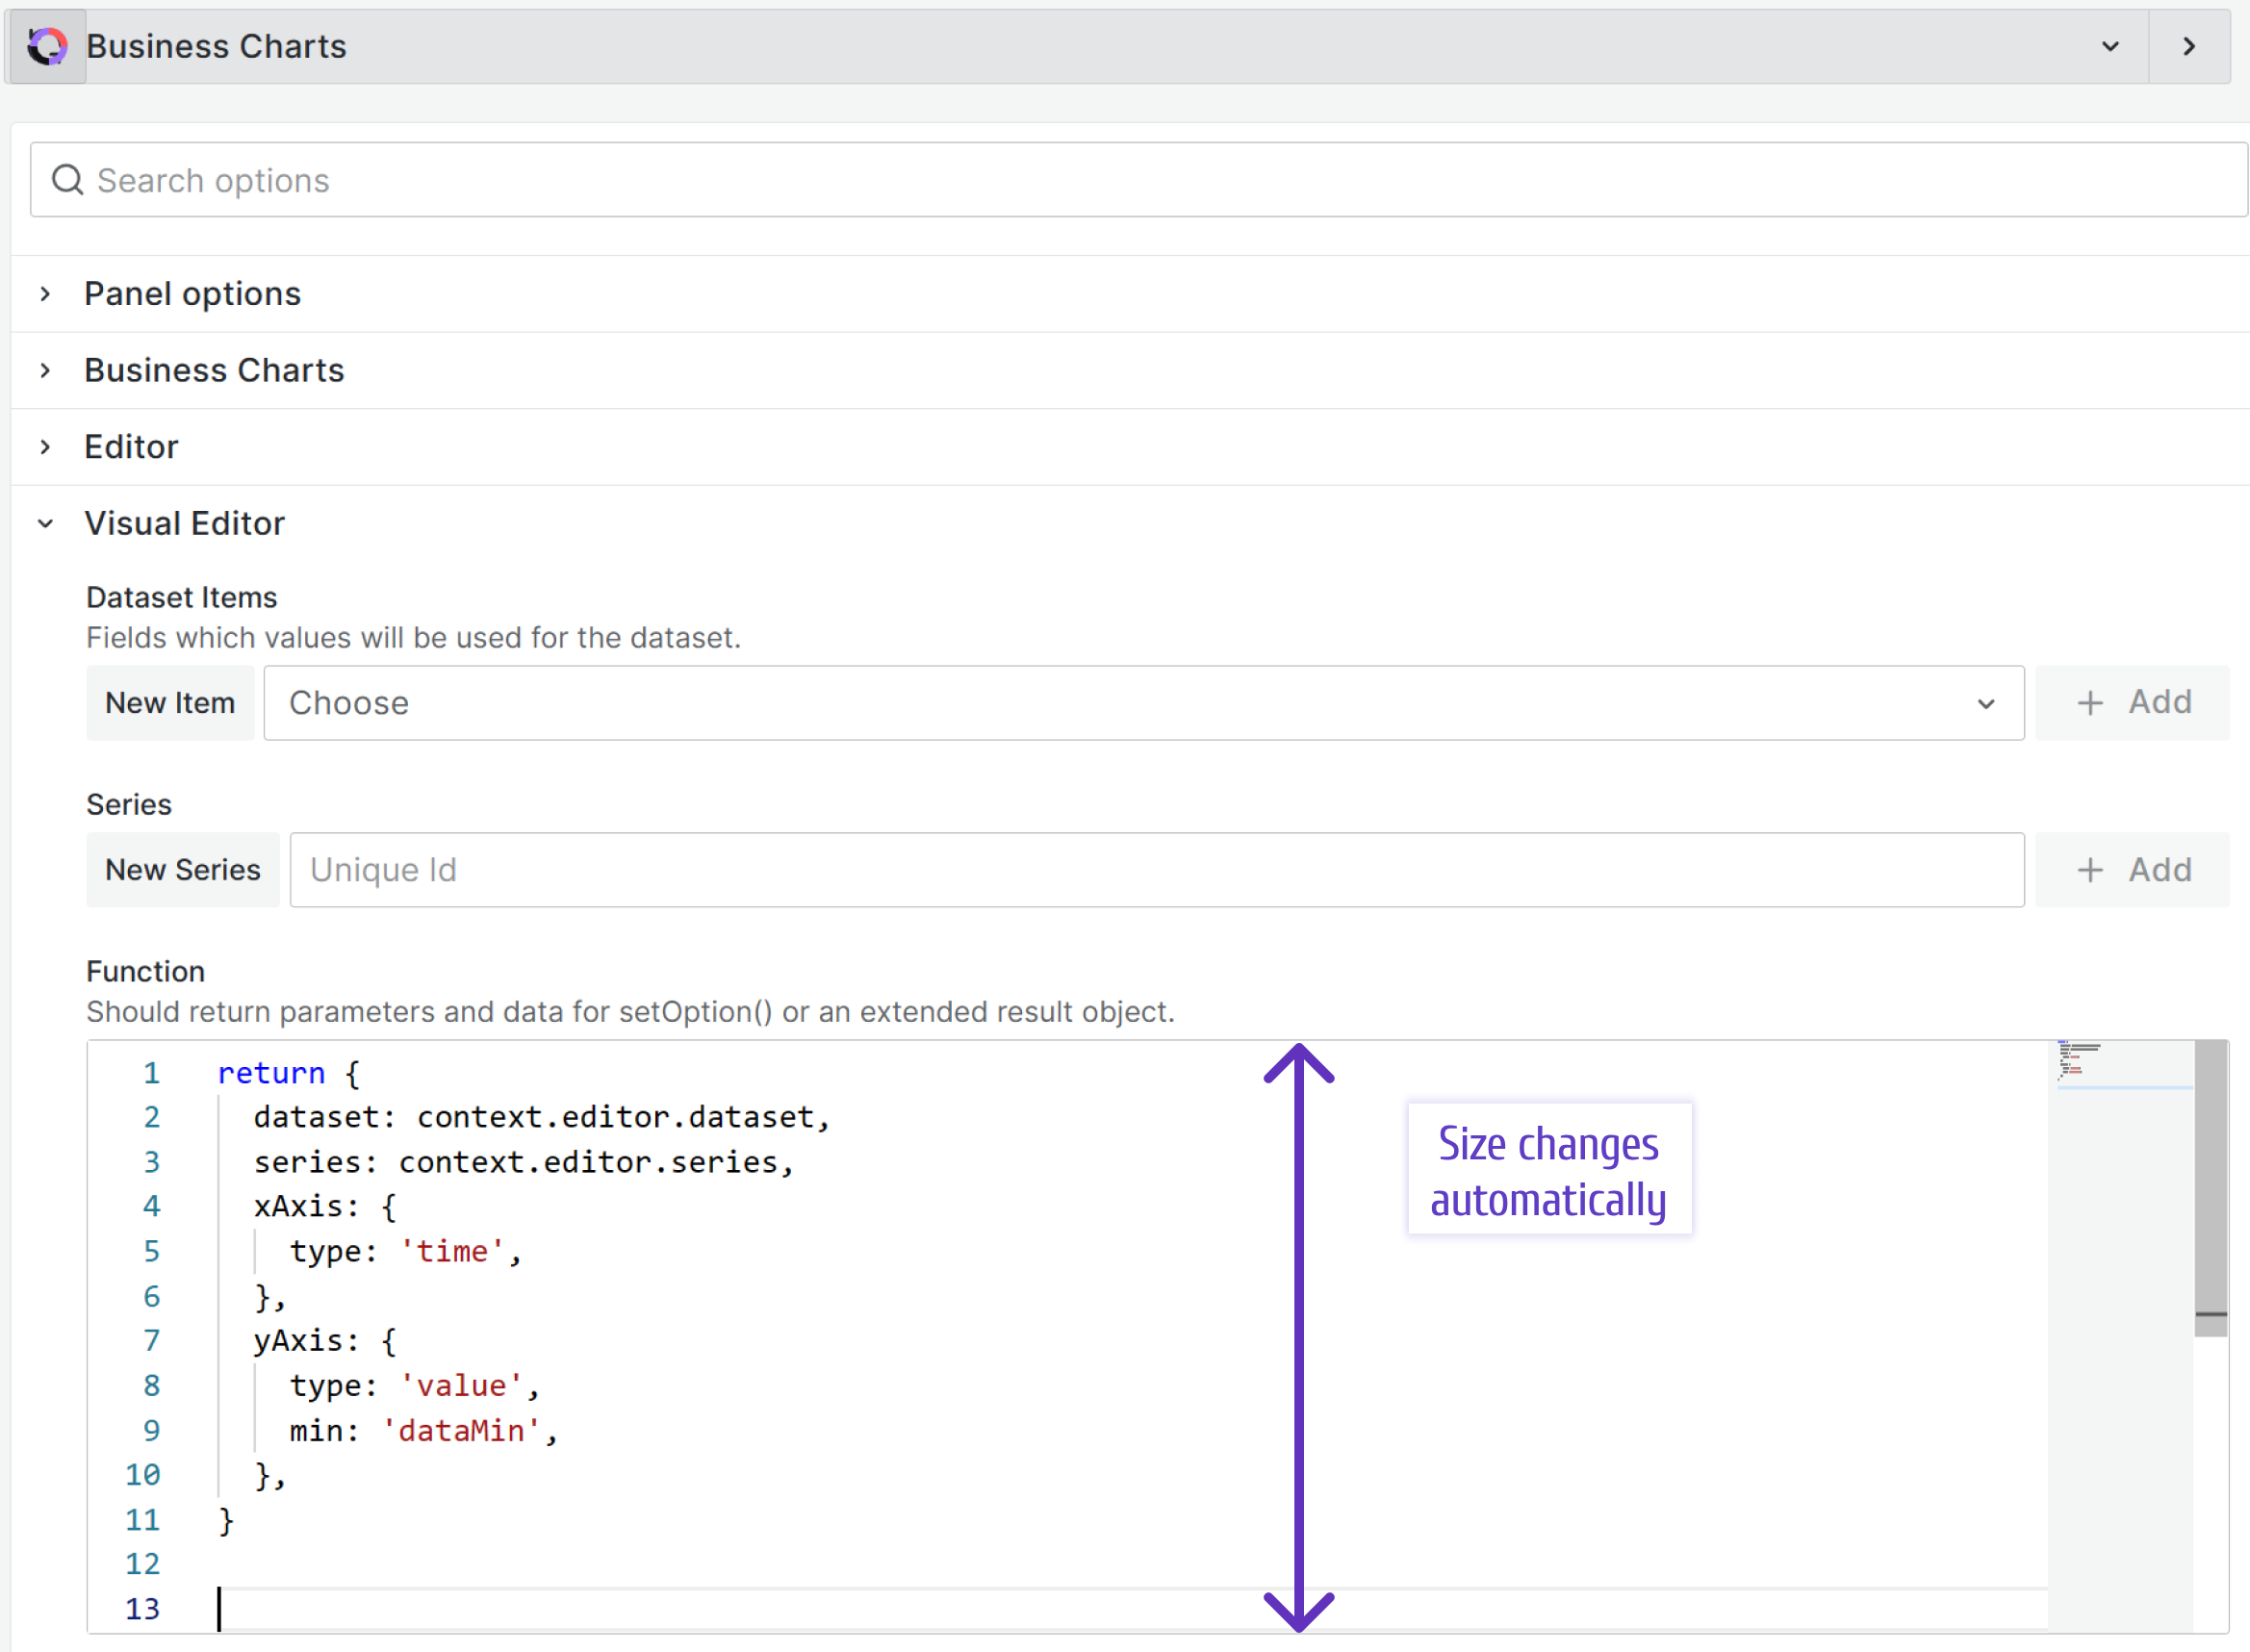 Business Charts
Search options
Panel options
Business Charts
Editor
Visual Editor
Dataset Items
Fields which values will be used for the dataset.
New Item Choose + Add
Series
New Series Unique Id + Add
Function
Should return parameters and data for setOption() or an extended result object.
1 return {
2   dataset: context.editor.dataset,
3   series: context.editor.series,
4   xAxis: {
5     type: 'time',
6   },
7   yAxis: {
8     type: 'value',
9     min: 'dataMin',
10   },
11 }
12
13
Size changes
automatically